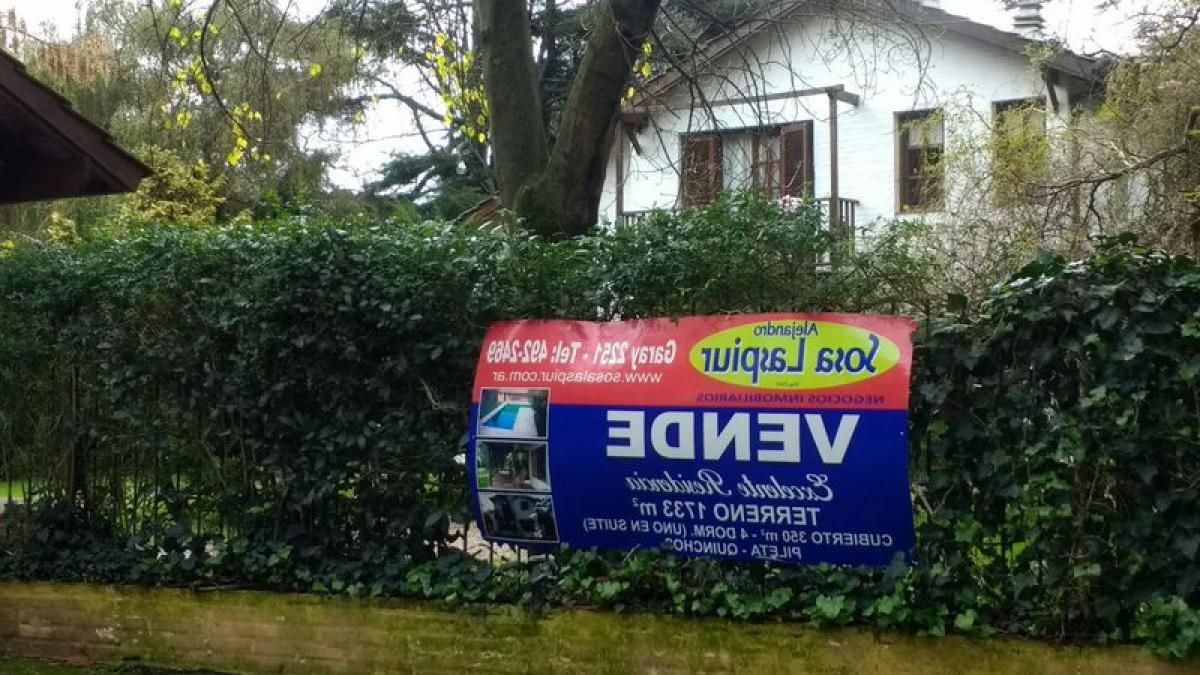 Alejandro
Sosa Laspiur
NEGOCIOS INMOBILIARIOS
Garay 2251 - Tel: 492-2469
www.sosalaspiur.com.ar
VENDE
Excelente Residencia
TERRENO 1733 m²
CUBIERTO 350 m² - 4 DORM. (UNO EN SUITE)
PILETA - QUINCHO